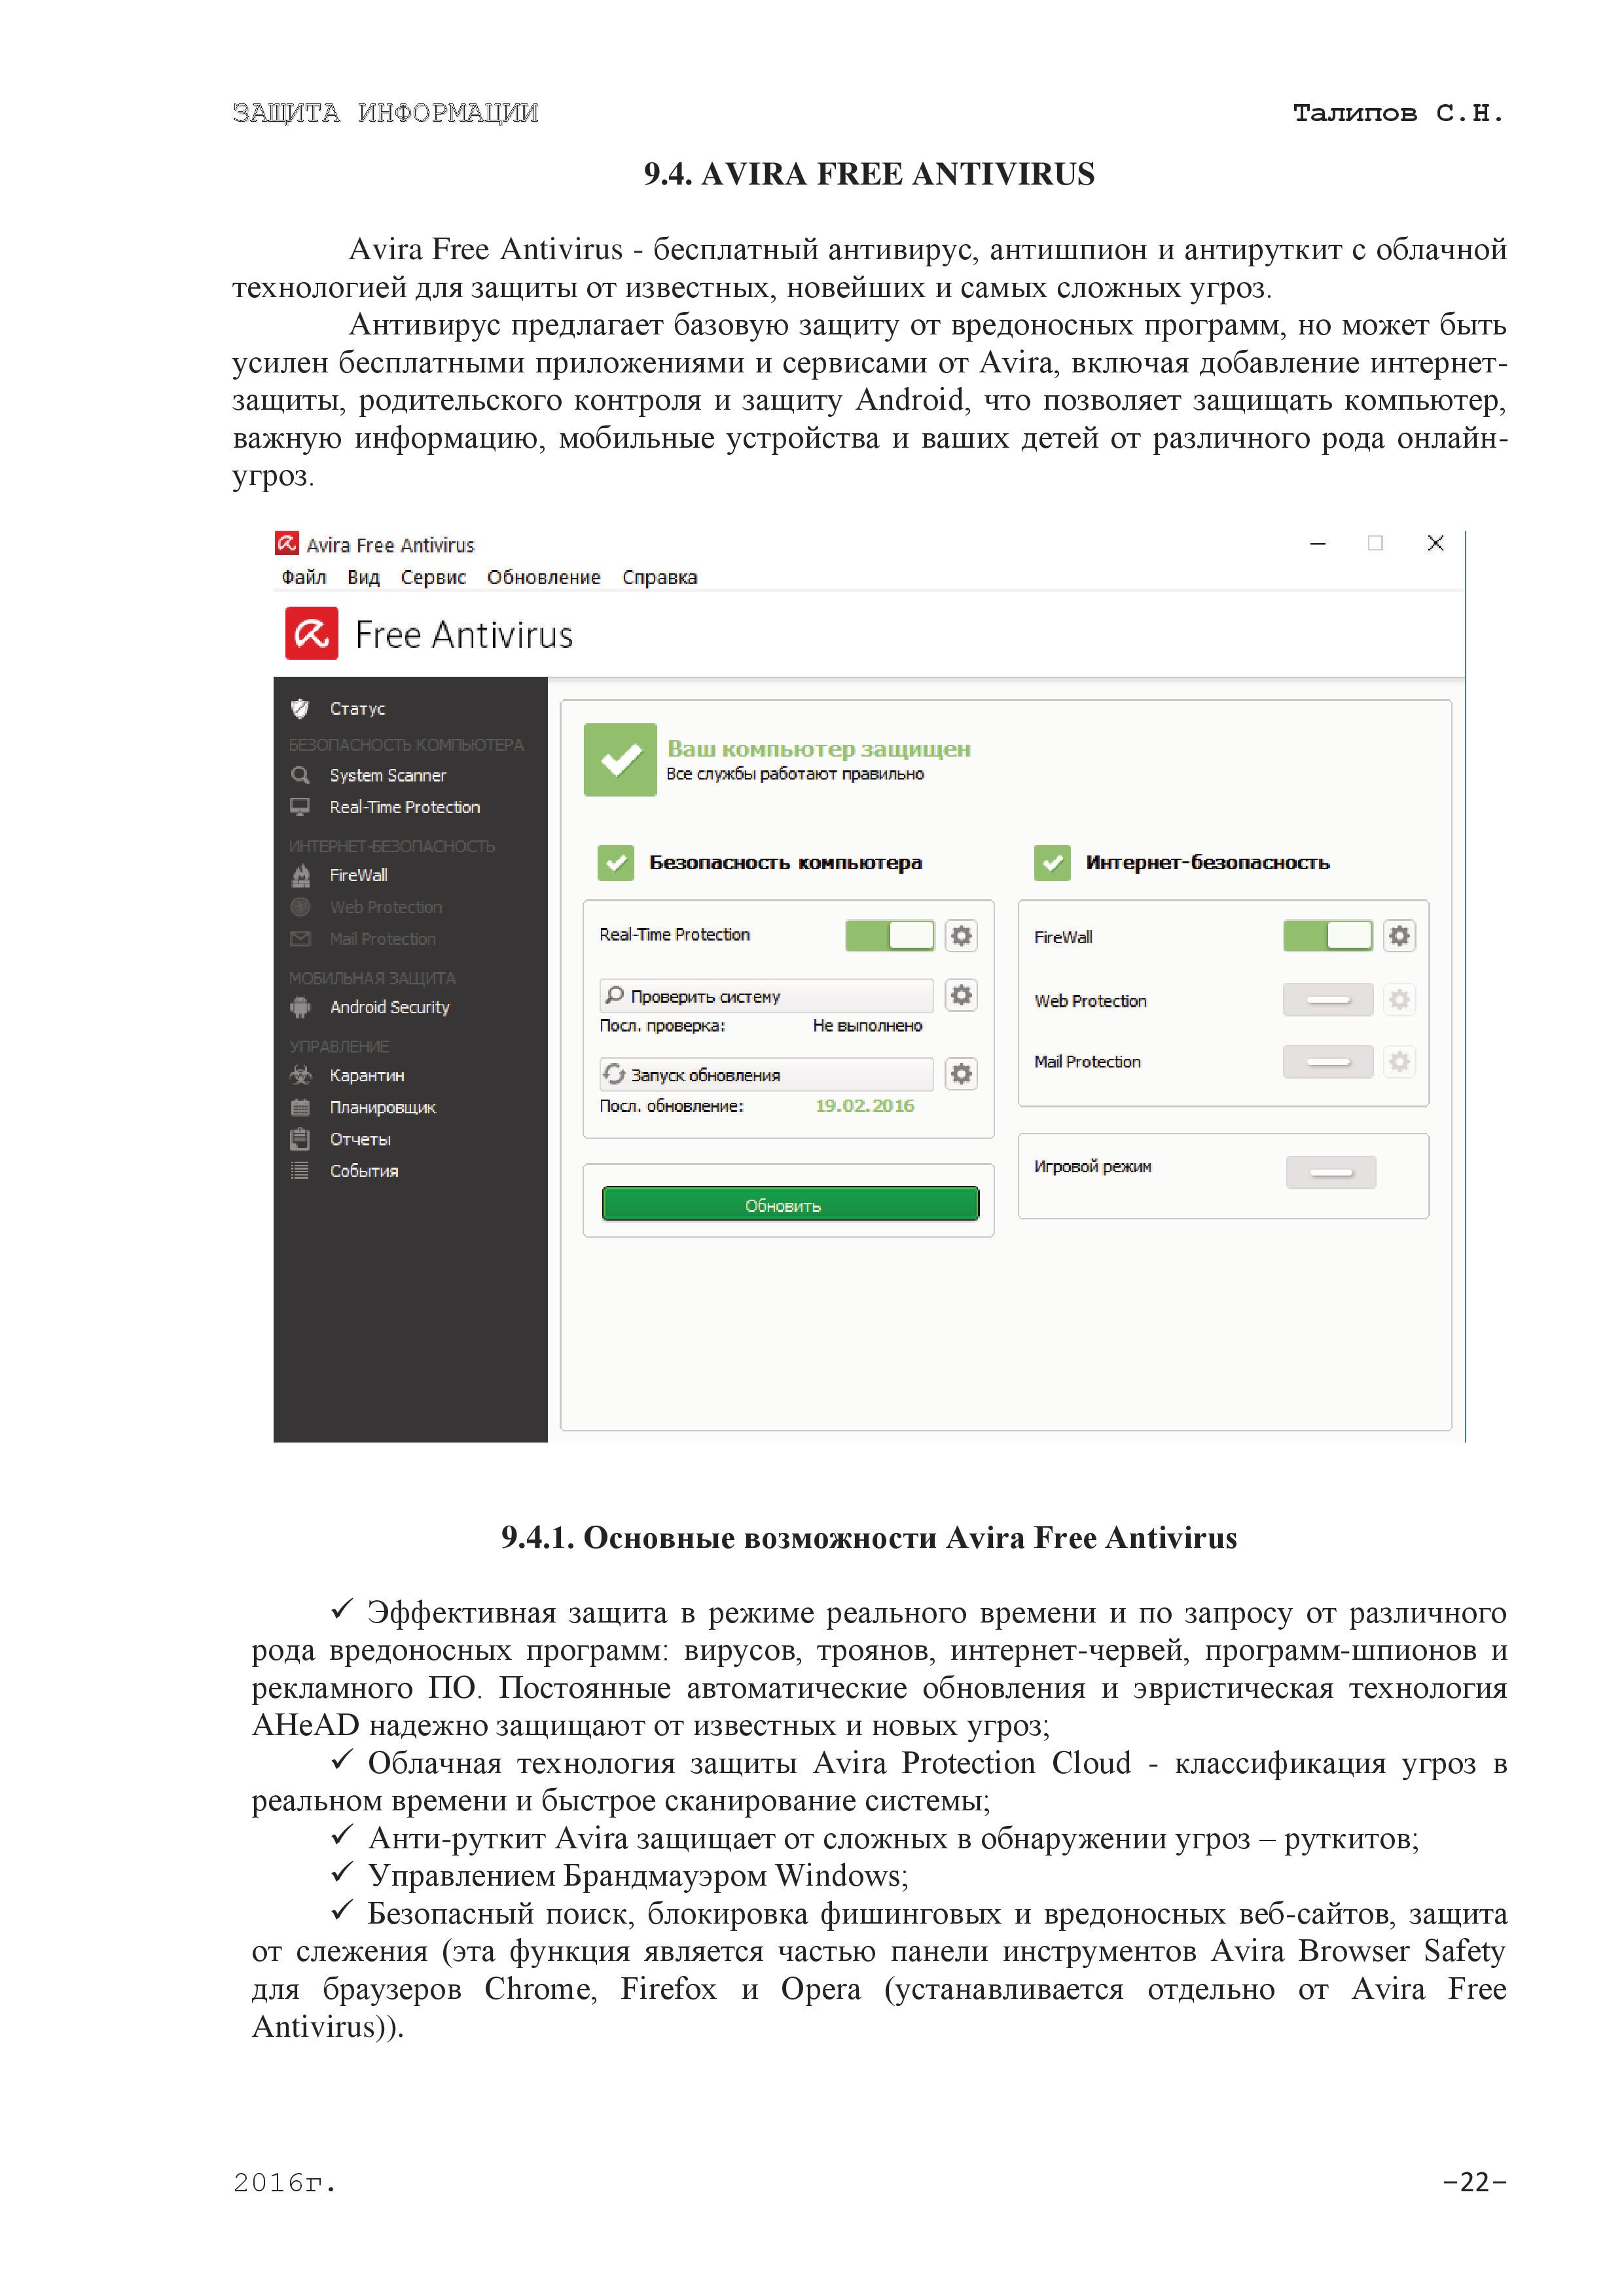 ЗАЩИТА ИНФОРМАЦИИ Талипов С.Н.
9.4. AVIRA FREE ANTIVIRUS
Avira Free Antivirus - бесплатный антивирус, антишпион и антируткит с облачной
технологией для защиты от известных, новейших и самых сложных угроз.
Антивирус предлагает базовую защиту от вредоносных программ, но может быть
усилен бесплатными приложениями и сервисами от Avira, включая добавление интернет-
защиты, родительского контроля и защиту Android, что позволяет защищать компьютер,
важную информацию, мобильные устройства и ваших детей от различного рода онлайн-
угроз.
Avira Free Antivirus
Файл Вид Сервис Обновление Справка
Free Antivirus
Статус
БЕЗОПАСНОСТЬ КОМПЬЮТЕРА
System Scanner
Real-Time Protection
ИНТЕРНЕТ-БЕЗОПАСНОСТЬ
FireWall
Web Protection
Mail Protection
МОБИЛЬНАЯ ЗАЩИТА
Android Security
УПРАВЛЕНИЕ
Карантин
Планировщик
Отчеты
События
Ваш компьютер защищен
Все службы работают правильно
Безопасность компьютера
Real-Time Protection
Проверить систему
Посл. проверка: Не выполнено
Запуск обновления
Посл. обновление: 19.02.2016
Обновить
Интернет-безопасность
FireWall
Web Protection
Mail Protection
Игровой режим
9.4.1. Основные возможности Avira Free Antivirus
✓ Эффективная защита в режиме реального времени и по запросу от различного
рода вредоносных программ: вирусов, троянов, интернет-червей, программ-шпионов и
рекламного ПО. Постоянные автоматические обновления и эвристическая технология
AHeAD надежно защищают от известных и новых угроз;
✓ Облачная технология защиты Avira Protection Cloud - классификация угроз в
реальном времени и быстрое сканирование системы;
✓ Анти-руткит Avira защищает от сложных в обнаружении угроз – руткитов;
✓ Управлением Брандмауэром Windows;
✓ Безопасный поиск, блокировка фишинговых и вредоносных веб-сайтов, защита
от слежения (эта функция является частью панели инструментов Avira Browser Safety
для браузеров Chrome, Firefox и Opera (устанавливается отдельно от Avira Free
Antivirus)).
2016г. -22-